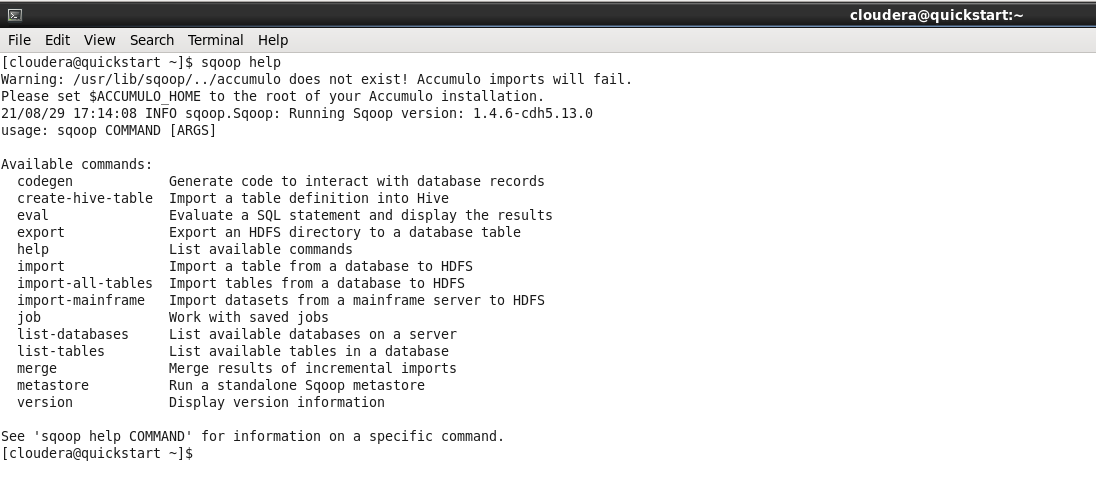 cloudera@quickstart:~
File Edit View Search Terminal Help
[cloudera@quickstart ~]$ sqoop help
Warning: /usr/lib/sqoop/../accumulo does not exist! Accumulo imports will fail.
Please set $ACCUMULO_HOME to the root of your Accumulo installation.
21/08/29 17:14:08 INFO sqoop.Sqoop: Running Sqoop version: 1.4.6-cdh5.13.0
usage: sqoop COMMAND [ARGS]

Available commands:
  codegen            Generate code to interact with database records
  create-hive-table  Import a table definition into Hive
  eval               Evaluate a SQL statement and display the results
  export             Export an HDFS directory to a database table
  help               List available commands
  import             Import a table from a database to HDFS
  import-all-tables  Import tables from a database to HDFS
  import-mainframe   Import datasets from a mainframe server to HDFS
  job                Work with saved jobs
  list-databases     List available databases on a server
  list-tables        List available tables in a database
  merge              Merge results of incremental imports
  metastore          Run a standalone Sqoop metastore
  version            Display version information

See 'sqoop help COMMAND' for information on a specific command.
[cloudera@quickstart ~]$